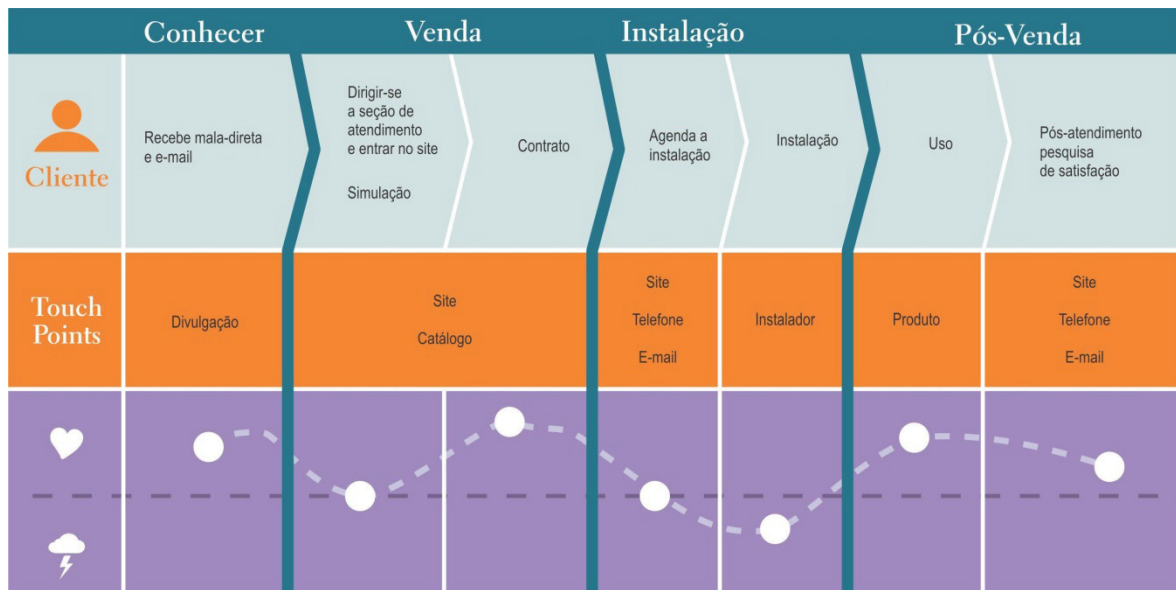 Conhecer
Venda
Instalação
Pós-Venda
Cliente
Recebe mala-direta
e e-mail
Dirigir-se
a seção de
atendimento
e entrar no site
Simulação
Contrato
Agenda a
instalação
Instalação
Uso
Pós-atendimento
pesquisa
de satisfação
Touch
Points
Divulgação
Site
Catálogo
Site
Telefone
E-mail
Instalador
Produto
Site
Telefone
E-mail